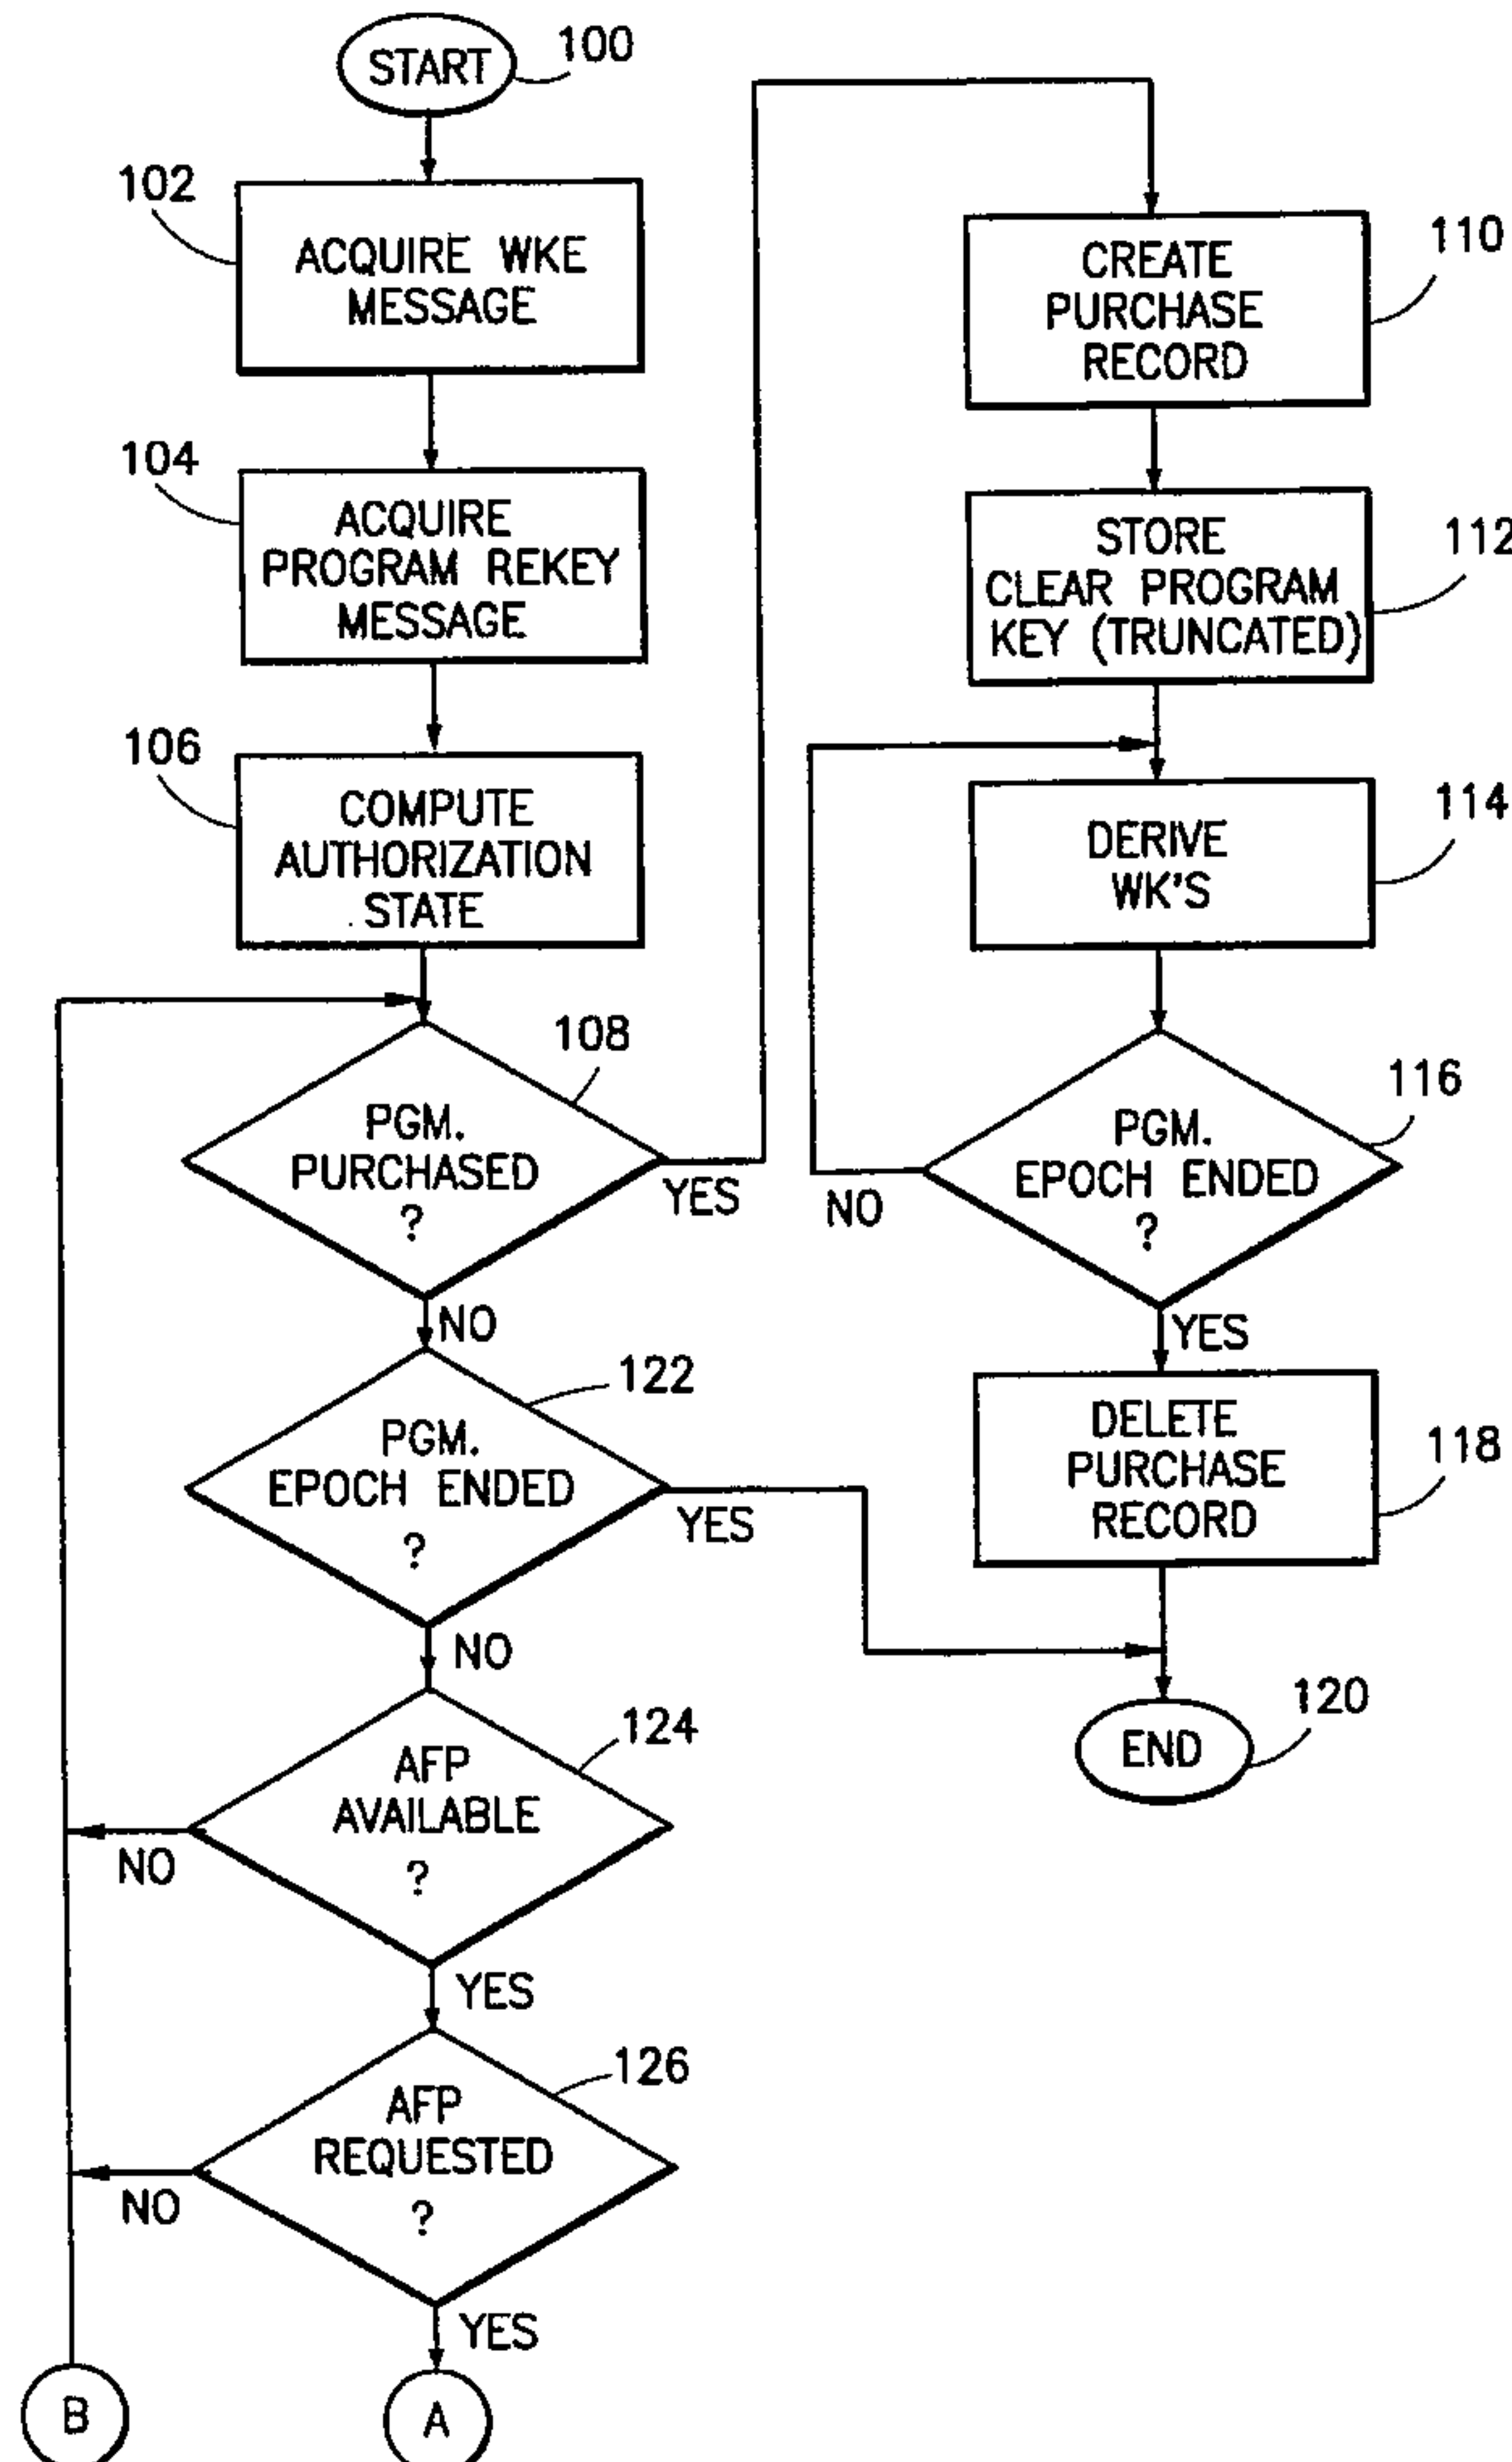 START
100
102
ACQUIRE WKE
MESSAGE
104
ACQUIRE
PROGRAM REKEY
MESSAGE
106
COMPUTE
AUTHORIZATION
STATE
108
PGM.
PURCHASED
?
YES
NO
122
PGM.
EPOCH ENDED
?
YES
NO
124
AFP
AVAILABLE
?
NO
YES
126
AFP
REQUESTED
?
NO
YES
B
A
110
CREATE
PURCHASE
RECORD
112
STORE
CLEAR PROGRAM
KEY (TRUNCATED)
114
DERIVE
WK'S
116
PGM.
EPOCH ENDED
?
NO
YES
118
DELETE
PURCHASE
RECORD
120
END